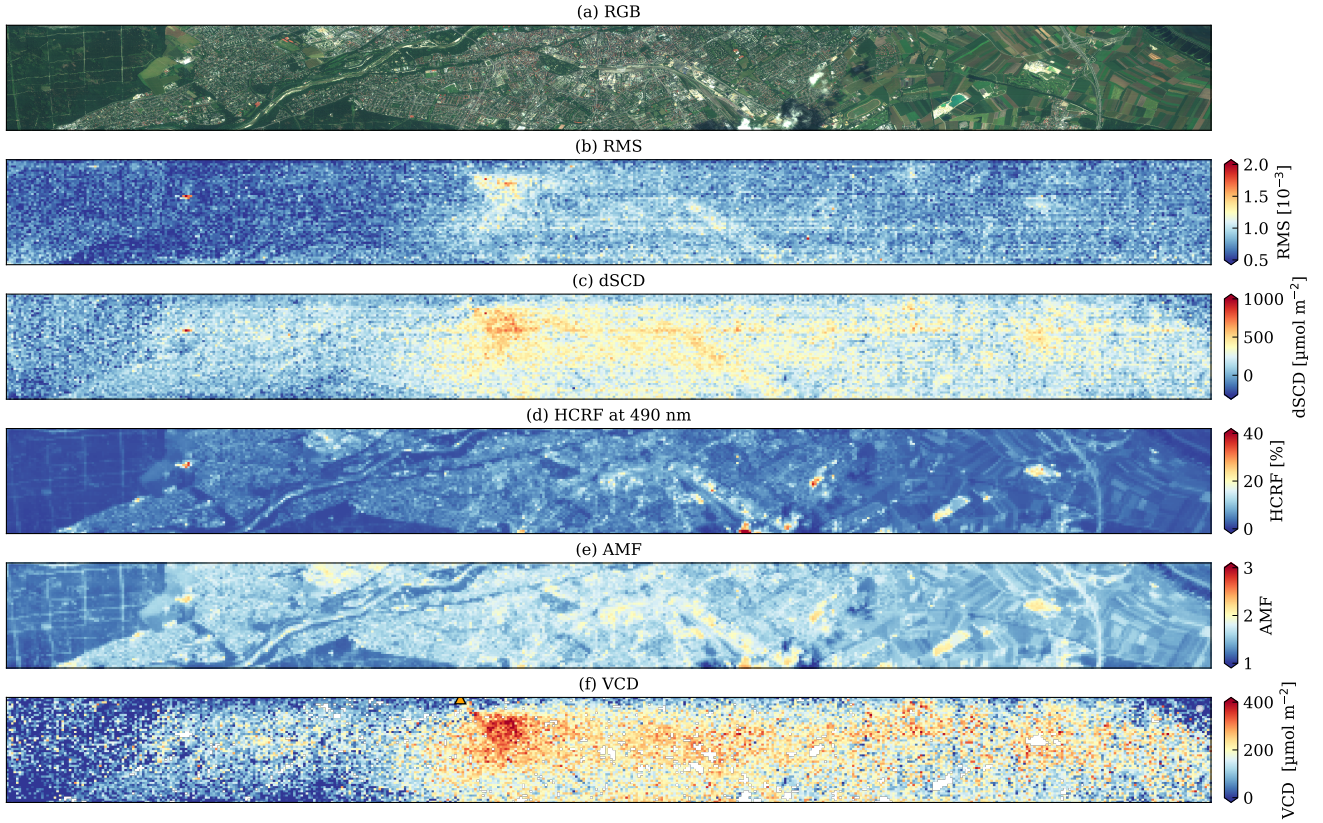 (a) RGB
(b) RMS
2.0
1.5
1.0
0.5
RMS [10⁻³]
(c) dSCD
1000
500
0
dSCD [µmol m⁻²]
(d) HCRF at 490 nm
40
20
0
HCRF [%]
(e) AMF
3
2
1
AMF
(f) VCD
400
200
0
VCD [µmol m⁻²]